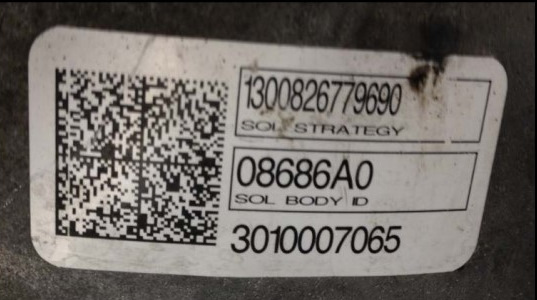 1300826779690
SOL STRATEGY
08686A0
SOL BODY ID
3010007065